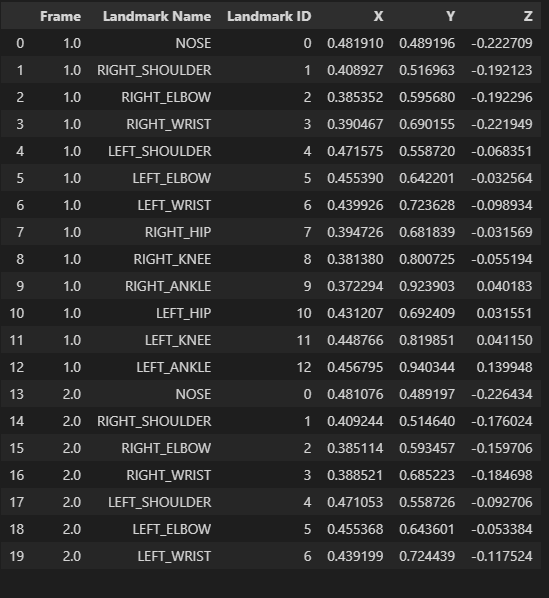 Frame Landmark Name Landmark ID X Y Z
0 1.0 NOSE 0 0.481910 0.489196 -0.222709
1 1.0 RIGHT_SHOULDER 1 0.408927 0.516963 -0.192123
2 1.0 RIGHT_ELBOW 2 0.385352 0.595680 -0.192296
3 1.0 RIGHT_WRIST 3 0.390467 0.690155 -0.221949
4 1.0 LEFT_SHOULDER 4 0.471575 0.558720 -0.068351
5 1.0 LEFT_ELBOW 5 0.455390 0.642201 -0.032564
6 1.0 LEFT_WRIST 6 0.439926 0.723628 -0.098934
7 1.0 RIGHT_HIP 7 0.394726 0.681839 -0.031569
8 1.0 RIGHT_KNEE 8 0.381380 0.800725 -0.055194
9 1.0 RIGHT_ANKLE 9 0.372294 0.923903 0.040183
10 1.0 LEFT_HIP 10 0.431207 0.692409 0.031551
11 1.0 LEFT_KNEE 11 0.448766 0.819851 0.041150
12 1.0 LEFT_ANKLE 12 0.456795 0.940344 0.139948
13 2.0 NOSE 0 0.481076 0.489197 -0.226434
14 2.0 RIGHT_SHOULDER 1 0.409244 0.514640 -0.176024
15 2.0 RIGHT_ELBOW 2 0.385114 0.593457 -0.159706
16 2.0 RIGHT_WRIST 3 0.388521 0.685223 -0.184698
17 2.0 LEFT_SHOULDER 4 0.471053 0.558726 -0.092706
18 2.0 LEFT_ELBOW 5 0.455368 0.643601 -0.053384
19 2.0 LEFT_WRIST 6 0.439199 0.724439 -0.117524